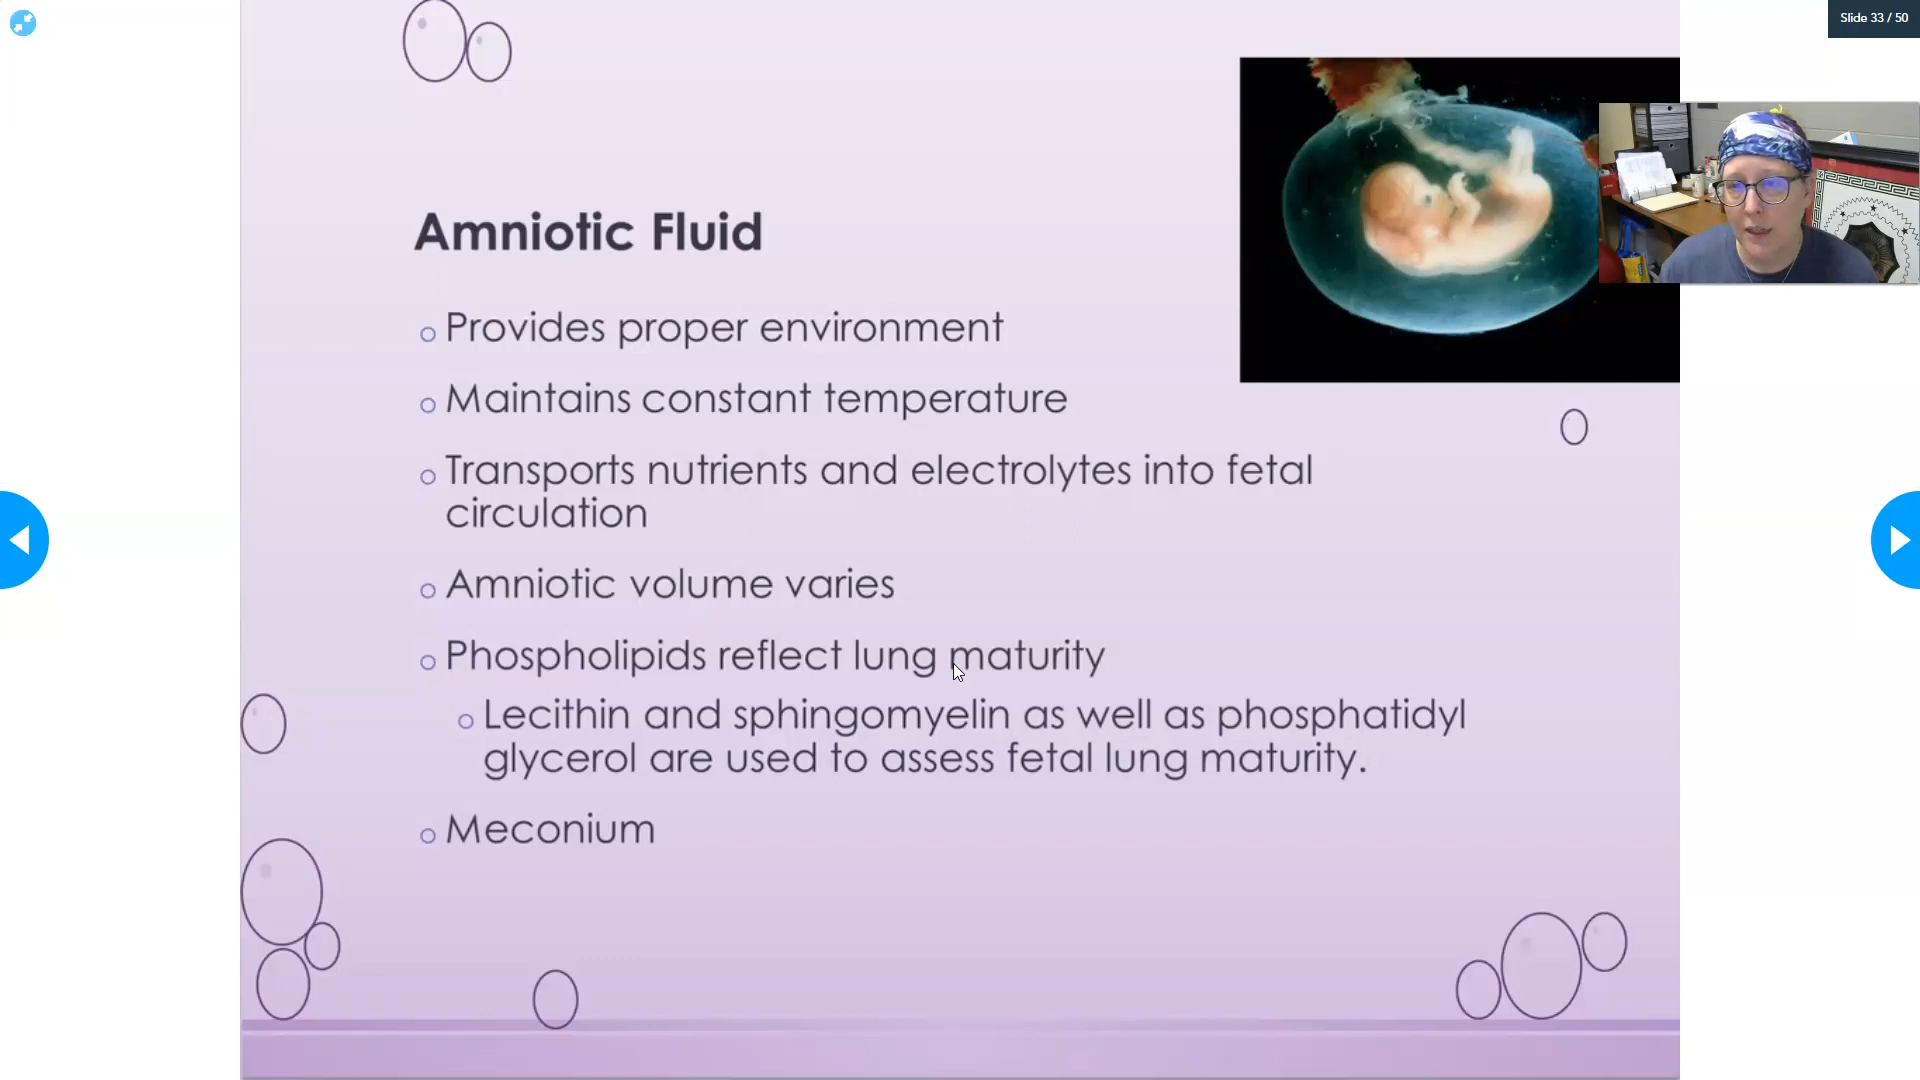 Slide 33 / 50
Amniotic Fluid
o Provides proper environment
o Maintains constant temperature
o Transports nutrients and electrolytes into fetal
circulation
o Amniotic volume varies
o Phospholipids reflect lung maturity
o Lecithin and sphingomyelin as well as phosphatidyl
glycerol are used to assess fetal lung maturity.
o Meconium